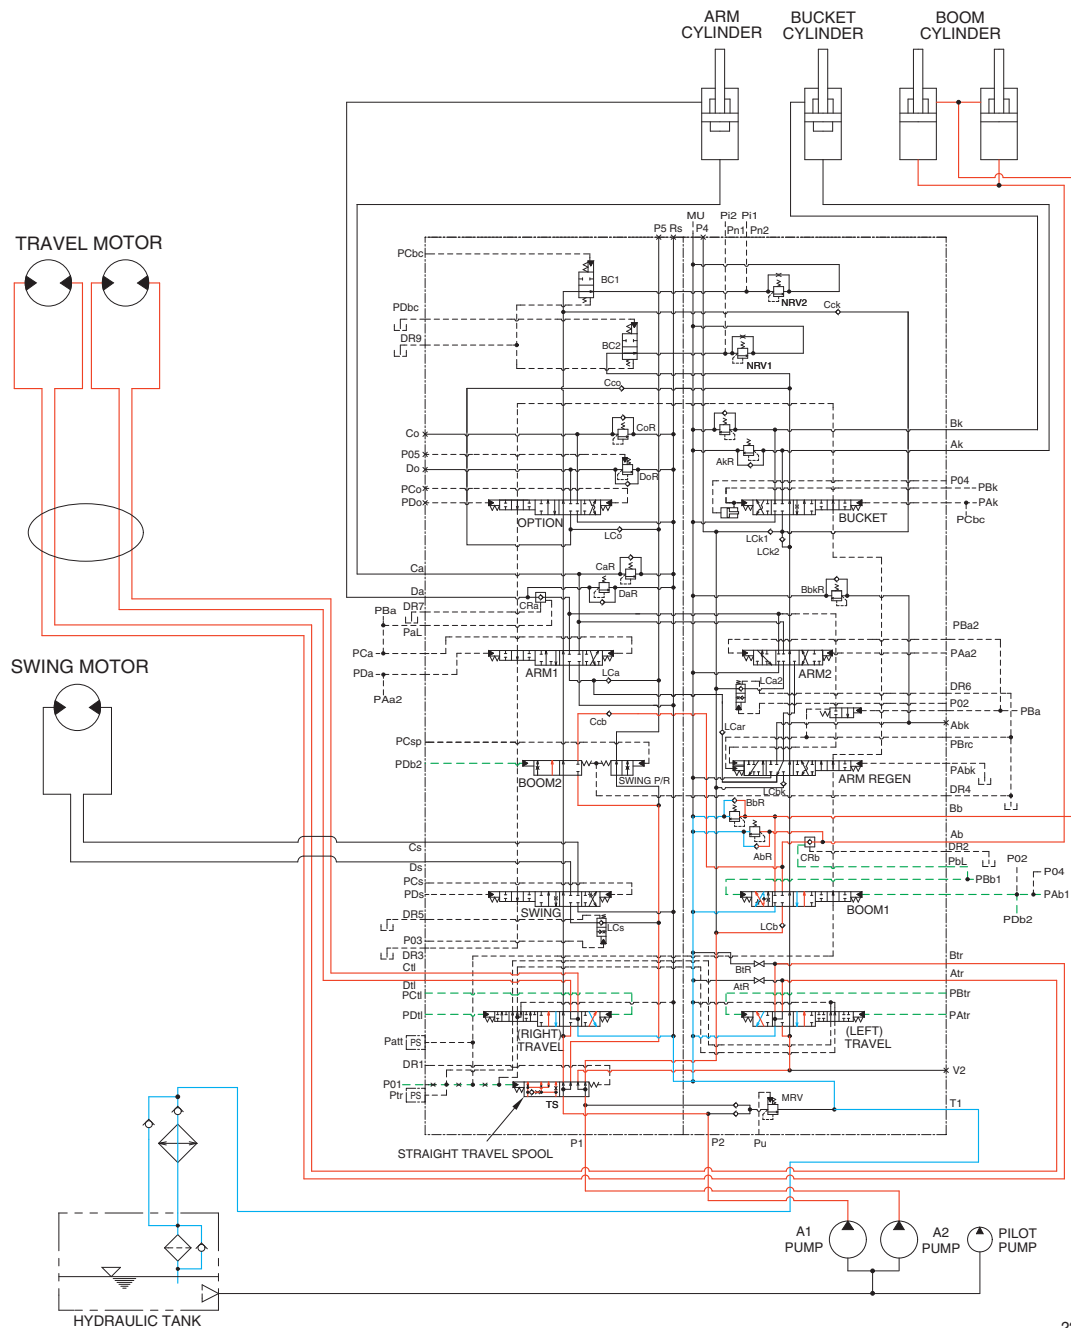 ARM
CYLINDER
BUCKET
CYLINDER
BOOM
CYLINDER
TRAVEL MOTOR
P5 Rs
MU
P4
Pi2 Pi1
Pn1 Pn2
PCbc
BC1
NRV2
Cck
PDbc
DR9
BC2
NRV1
Cco
Co
CoR
Bk
Ak
AkR
P05
Do
DoR
P04
PBk
PCo
PDo
PAk
PCbc
OPTION
BUCKET
LCo
LCk1
LCk2
Ca
CaR
Da
DaR
CRa
BbkR
DR7
PBa
PaL
PBa2
PCa
PAa2
PDa
PAa2
ARM1
LCa
ARM2
LCa2
SWING MOTOR
DR6
P02
PBa
Ccb
LCar
Abk
PCsp
PBrc
PDb2
PAbk
BOOM2
SWING P/R
ARM REGEN
LCbk
DR4
BbR
Bb
Cs
AbR
Ab
CRb
DR2
Ds
PbL
P02
PCs
PBb1
P04
PDs
PAb1
SWING
BOOM1
PDb2
DR5
LCs
LCb
P03
DR3
Ctl
BtR
Btr
Dtl
AtR
Atr
PCtl
PBtr
PDtl
PAtr
(RIGHT)
TRAVEL
(LEFT)
TRAVEL
Patt
PS
DR1
V2
P01
Ptr
PS
TS
MRV
T1
P1
P2
Pu
STRAIGHT TRAVEL SPOOL
A1
PUMP
A2
PUMP
PILOT
PUMP
HYDRAULIC TANK